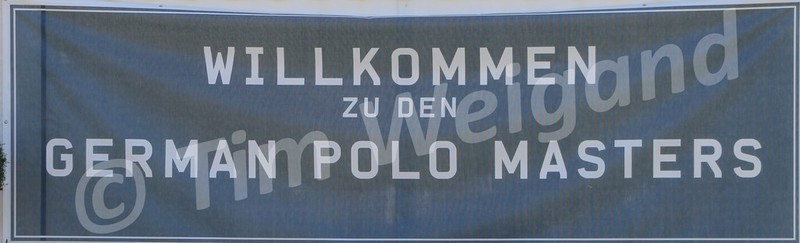 WILLKOMMEN
ZU DEN
GERMAN POLO MASTERS
© Tim Weigand